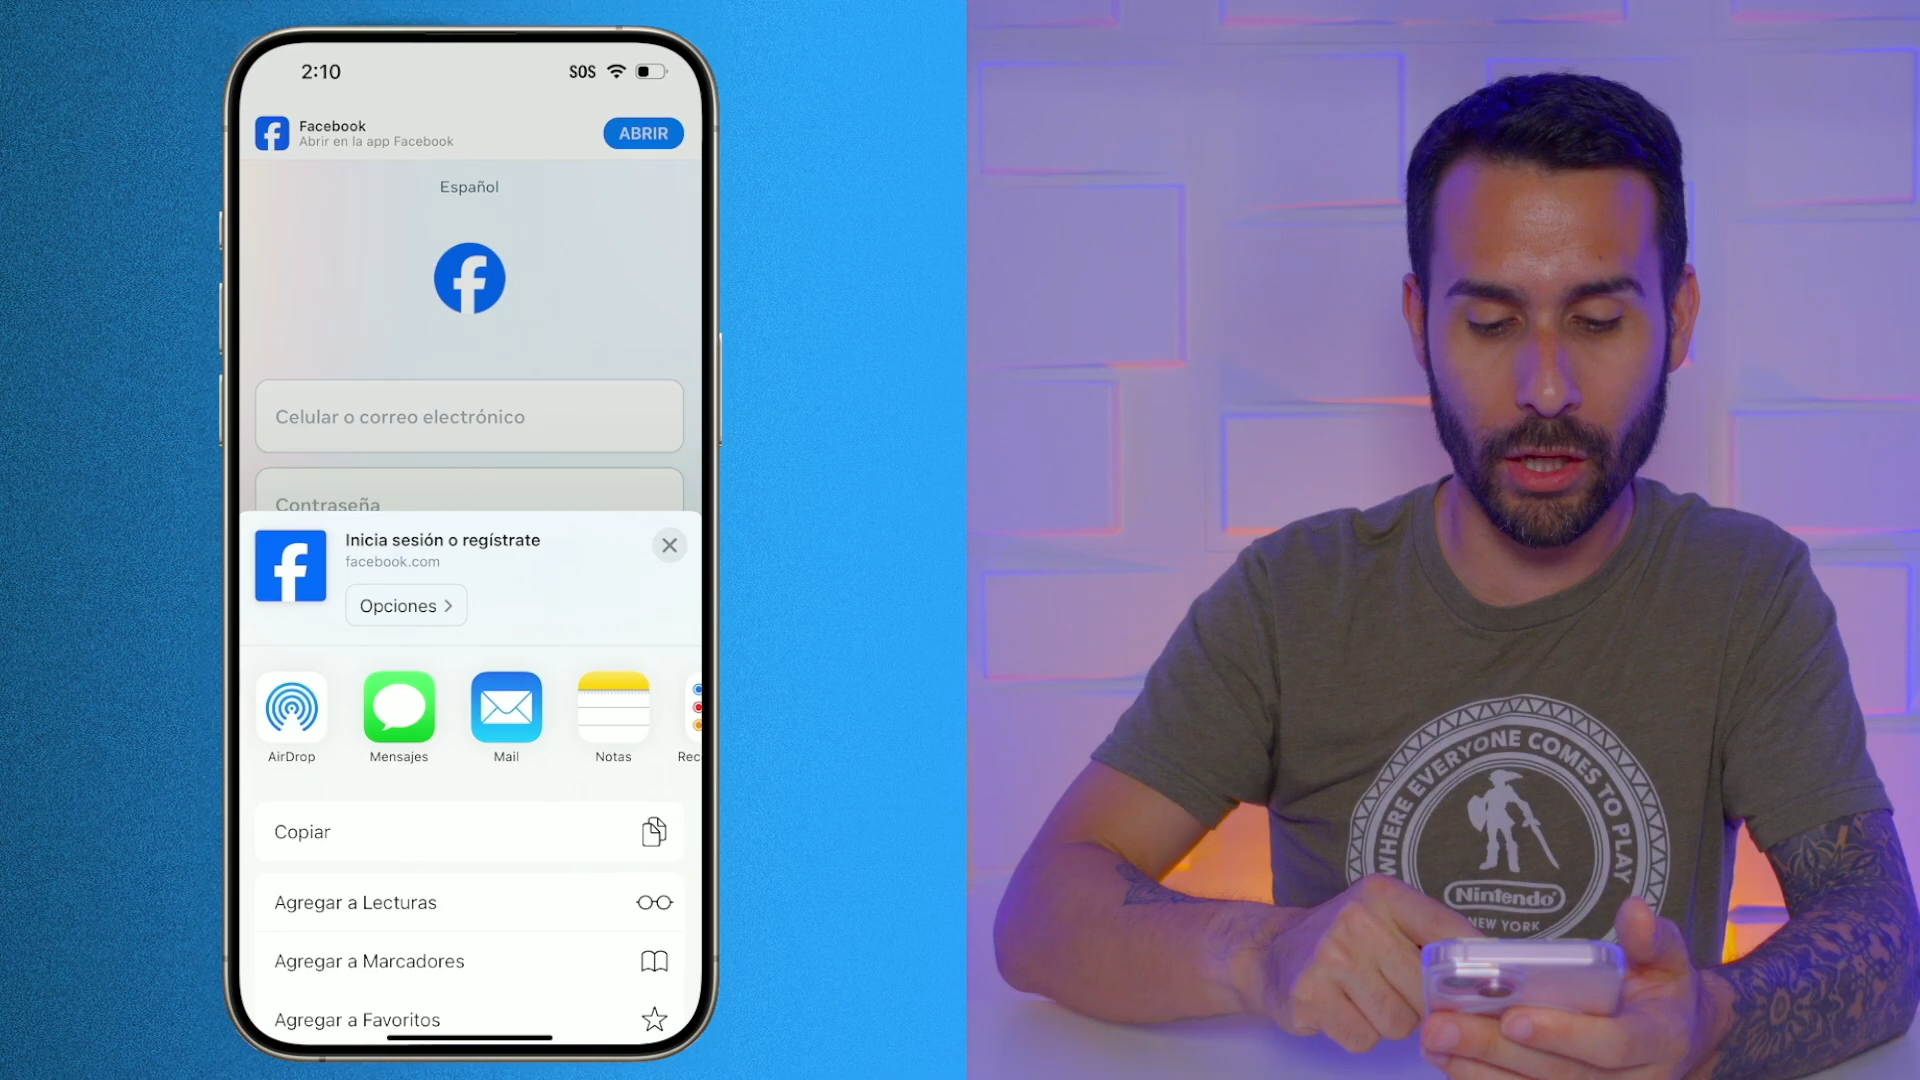 2:10
SOS
Facebook
Abrir en la app Facebook
ABRIR
Español
Celular o correo electrónico
Contraseña
Inicia sesión o regístrate
facebook.com
Opciones
AirDrop
Mensajes
Mail
Notas
Rec
Copiar
Agregar a Lecturas
Agregar a Marcadores
Agregar a Favoritos
WHERE EVERYONE COMES TO PLAY
Nintendo
NEW YORK